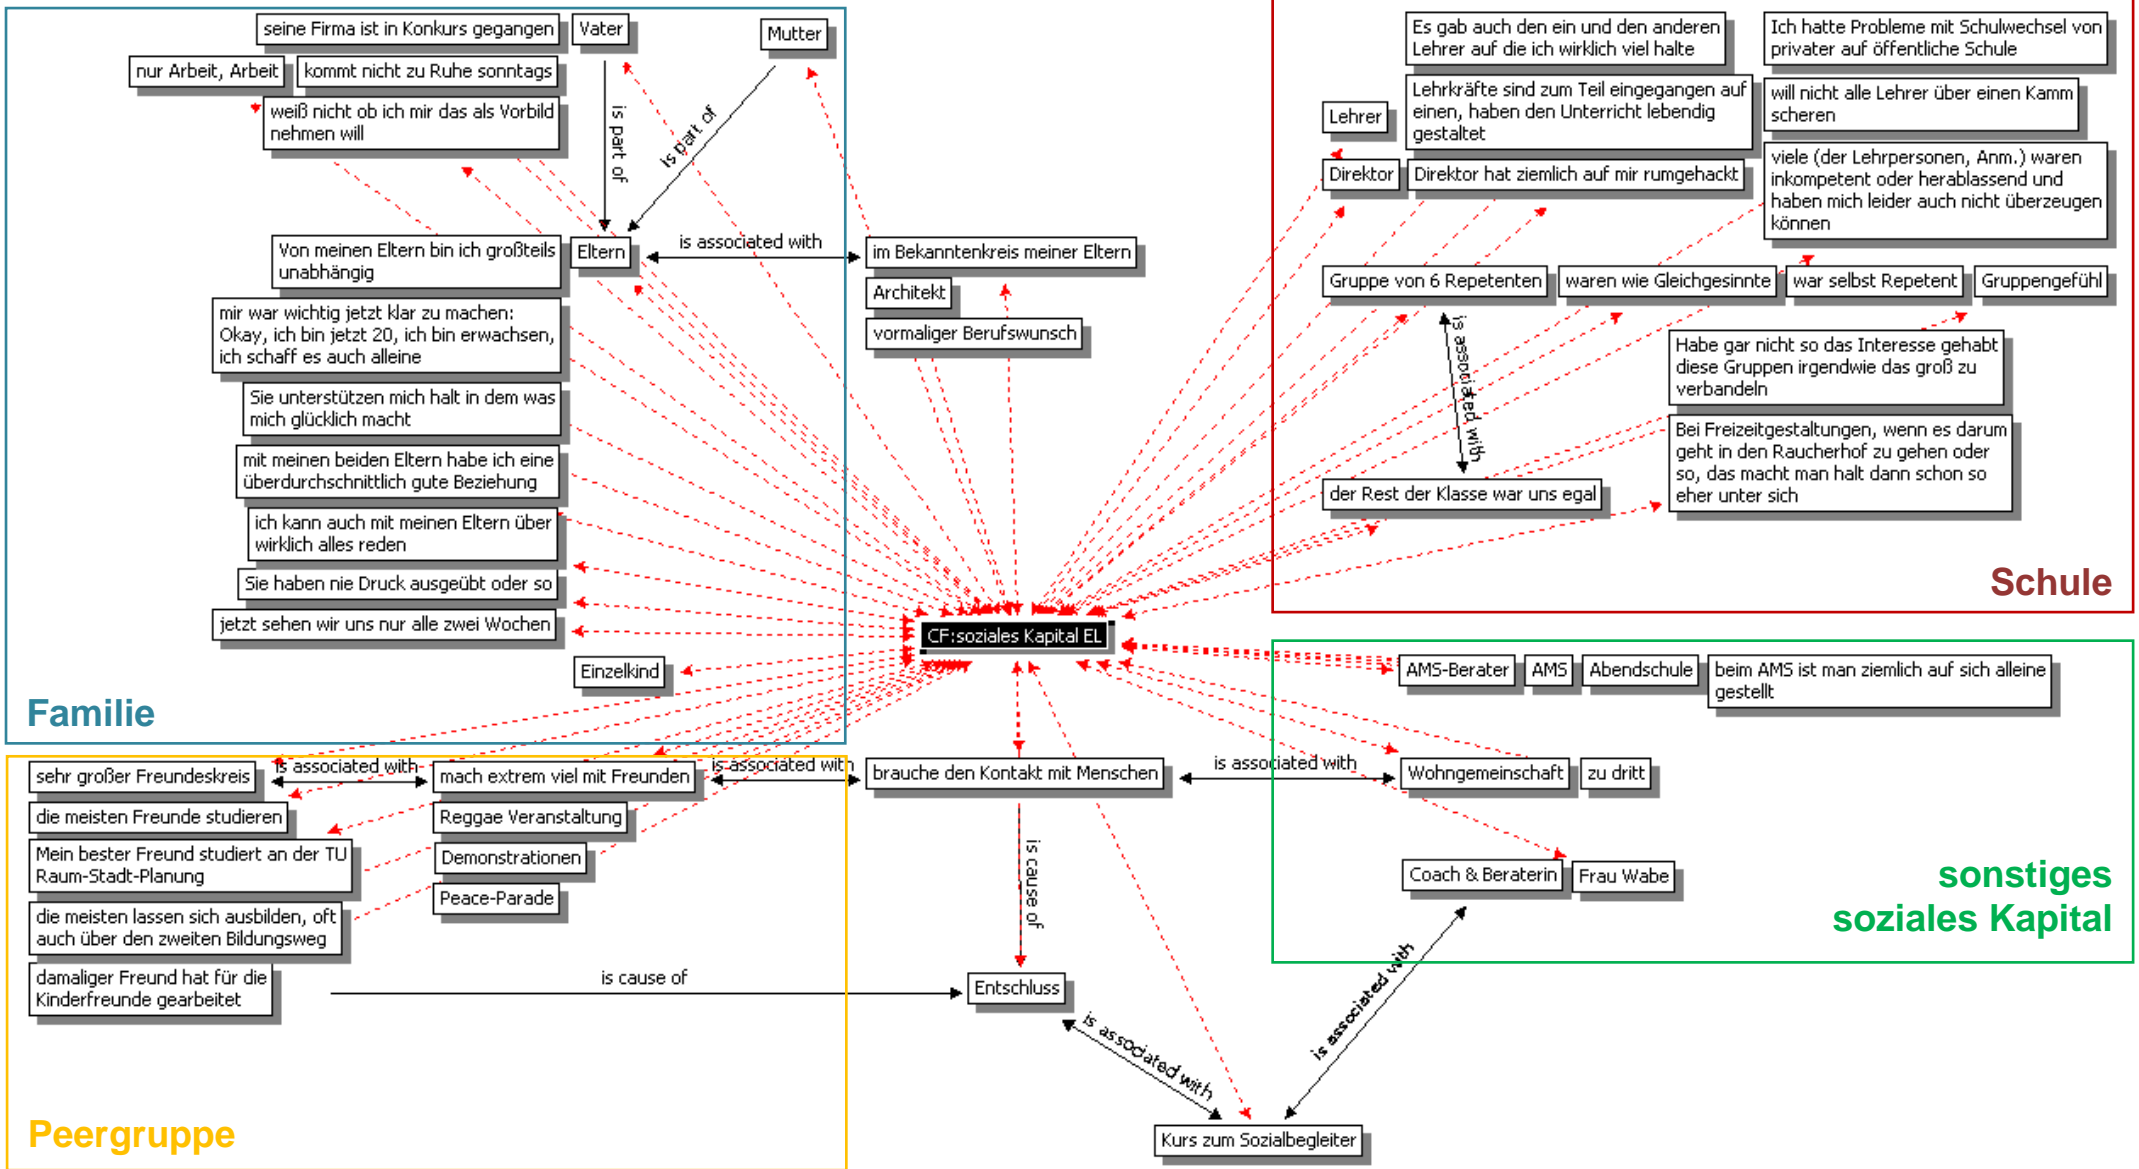 seine Firma ist in Konkurs gegangen
Vater
Mutter
nur Arbeit, Arbeit
kommt nicht zu Ruhe sonntags
weiß nicht ob ich mir das als Vorbild
nehmen will
is part of
is part of
Von meinen Eltern bin ich großteils
unabhängig
Eltern
is associated with
im Bekanntenkreis meiner Eltern
Architekt
vormaliger Berufswunsch
mir war wichtig jetzt klar zu machen:
Okay, ich bin jetzt 20, ich bin erwachsen,
ich schaff es auch alleine
Sie unterstützen mich halt in dem was
mich glücklich macht
mit meinen beiden Eltern habe ich eine
überdurchschnittlich gute Beziehung
ich kann auch mit meinen Eltern über
wirklich alles reden
Sie haben nie Druck ausgeübt oder so
jetzt sehen wir uns nur alle zwei Wochen
Einzelkind
Familie
Es gab auch den ein und den anderen
Lehrer auf die ich wirklich viel halte
Ich hatte Probleme mit Schulwechsel von
privater auf öffentliche Schule
Lehrer
Lehrkräfte sind zum Teil eingegangen auf
einen, haben den Unterricht lebendig
gestaltet
will nicht alle Lehrer über einen Kamm
scheren
Direktor
Direktor hat ziemlich auf mir rumgehackt
viele (der Lehrpersonen, Anm.) waren
inkompetent oder herablassend und
haben mich leider auch nicht überzeugen
können
Gruppe von 6 Repetenten
waren wie Gleichgesinnte
war selbst Repetent
Gruppengefühl
is associated with
Habe gar nicht so das Interesse gehabt
diese Gruppen irgendwie das groß zu
verbandeln
Bei Freizeitgestaltungen, wenn es darum
geht in den Raucherhof zu gehen oder
so, das macht man halt dann schon so
eher unter sich
der Rest der Klasse war uns egal
Schule
CF:soziales Kapital EL
AMS-Berater
AMS
Abendschule
beim AMS ist man ziemlich auf sich alleine
gestellt
sehr großer Freundeskreis
is associated with
mach extrem viel mit Freunden
is associated with
brauche den Kontakt mit Menschen
is associated with
Wohngemeinschaft
zu dritt
die meisten Freunde studieren
Reggae Veranstaltung
Mein bester Freund studiert an der TU
Raum-Stadt-Planung
Demonstrationen
Peace-Parade
die meisten lassen sich ausbilden, oft
auch über den zweiten Bildungsweg
damaliger Freund hat für die
Kinderfreunde gearbeitet
is cause of
is cause of
Entschluss
Coach & Beraterin
Frau Wabe
sonstiges
soziales Kapital
is associated with
is associated with
Kurs zum Sozialbegleiter
Peergruppe